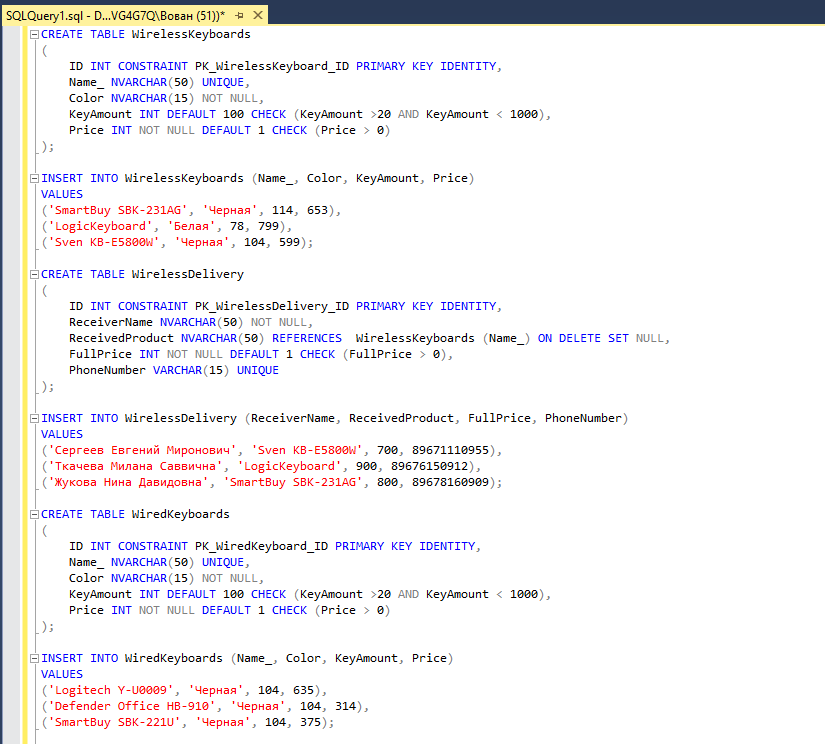 SQLQuery1.sql - D...VG4G7Q\Вован (51))*
CREATE TABLE WirelessKeyboards
(
ID INT CONSTRAINT PK_WirelessKeyboard_ID PRIMARY KEY IDENTITY,
Name_ NVARCHAR(50) UNIQUE,
Color NVARCHAR(15) NOT NULL,
KeyAmount INT DEFAULT 100 CHECK (KeyAmount >20 AND KeyAmount < 1000),
Price INT NOT NULL DEFAULT 1 CHECK (Price > 0)
);
INSERT INTO WirelessKeyboards (Name_, Color, KeyAmount, Price)
VALUES
('SmartBuy SBK-231AG', 'Черная', 114, 653),
('LogicKeyboard', 'Белая', 78, 799),
('Sven KB-E5800W', 'Черная', 104, 599);
CREATE TABLE WirelessDelivery
(
ID INT CONSTRAINT PK_WirelessDelivery_ID PRIMARY KEY IDENTITY,
ReceiverName NVARCHAR(50) NOT NULL,
ReceivedProduct NVARCHAR(50) REFERENCES  WirelessKeyboards (Name_) ON DELETE SET NULL,
FullPrice INT NOT NULL DEFAULT 1 CHECK (FullPrice > 0),
PhoneNumber VARCHAR(15) UNIQUE
);
INSERT INTO WirelessDelivery (ReceiverName, ReceivedProduct, FullPrice, PhoneNumber)
VALUES
('Сергеев Евгений Миронович', 'Sven KB-E5800W', 700, 89671110955),
('Ткачева Милана Саввична', 'LogicKeyboard', 900, 89676150912),
('Жукова Нина Давидовна', 'SmartBuy SBK-231AG', 800, 89678160909);
CREATE TABLE WiredKeyboards
(
ID INT CONSTRAINT PK_WiredKeyboard_ID PRIMARY KEY IDENTITY,
Name_ NVARCHAR(50) UNIQUE,
Color NVARCHAR(15) NOT NULL,
KeyAmount INT DEFAULT 100 CHECK (KeyAmount >20 AND KeyAmount < 1000),
Price INT NOT NULL DEFAULT 1 CHECK (Price > 0)
);
INSERT INTO WiredKeyboards (Name_, Color, KeyAmount, Price)
VALUES
('Logitech Y-U0009', 'Черная', 104, 635),
('Defender Office HB-910', 'Черная', 104, 314),
('SmartBuy SBK-221U', 'Черная', 104, 375);